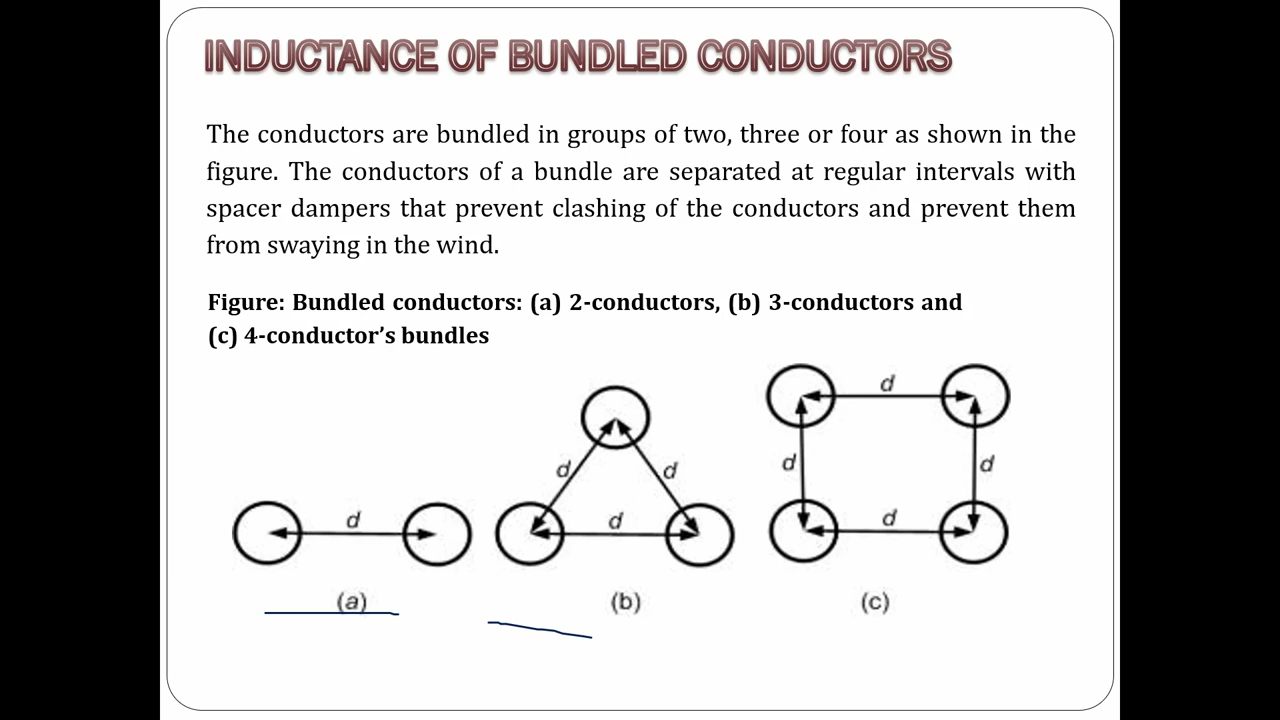 INDUCTANCE OF BUNDLED CONDUCTORS
The conductors are bundled in groups of two, three or four as shown in the
figure. The conductors of a bundle are separated at regular intervals with
spacer dampers that prevent clashing of the conductors and prevent them
from swaying in the wind.
Figure: Bundled conductors: (a) 2-conductors, (b) 3-conductors and
(c) 4-conductor’s bundles
d
d
d
d
d
d
d
d
(a)
(b)
(c)